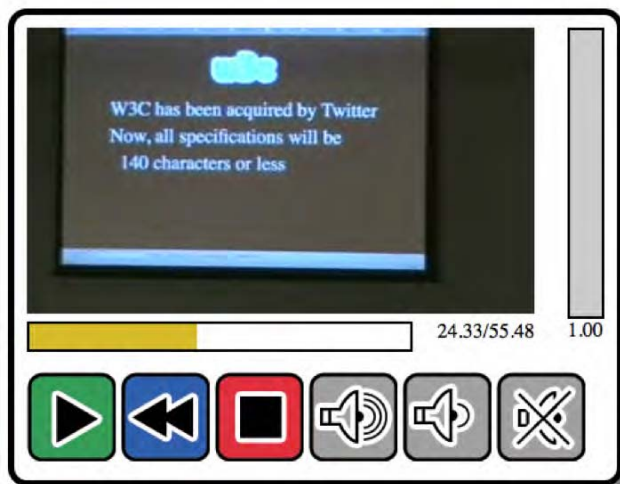 w3c
W3C has been acquired by Twitter
Now, all specifications will be
140 characters or less
24.33/55.48
1.00